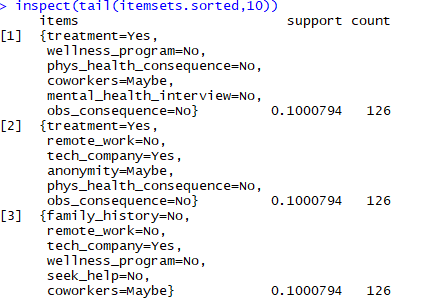 > inspect(tail(itemsets.sorted,10))
items support count
[1] {treatment=Yes,
wellness_program=No,
phys_health_consequence=No,
coworkers=Maybe,
mental_health_interview=No,
obs_consequence=No} 0.1000794 126
[2] {treatment=Yes,
remote_work=No,
tech_company=Yes,
anonymity=Maybe,
phys_health_consequence=No,
obs_consequence=No} 0.1000794 126
[3] {family_history=No,
remote_work=No,
tech_company=Yes,
wellness_program=No,
seek_help=No,
coworkers=Maybe} 0.1000794 126